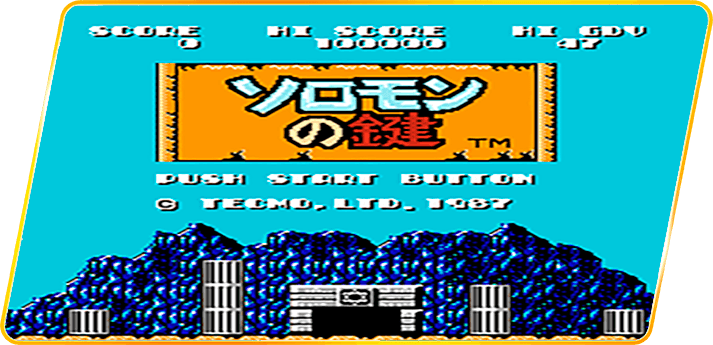 SCORE HI SCORE HI GDV
0 100000 47
ソロモン
の鍵 TM
PUSH START BUTTON
© TECMO, LTD. 1987